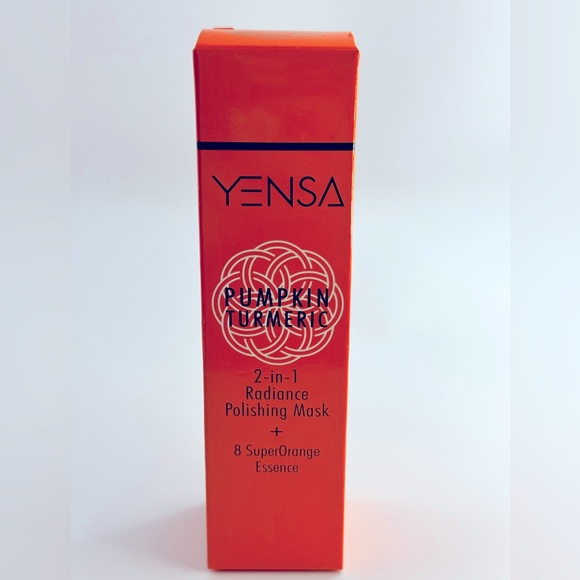 YENSA
PUMPKIN
TURMERIC
2-in-1
Radiance
Polishing Mask
+
8 SuperOrange
Essence